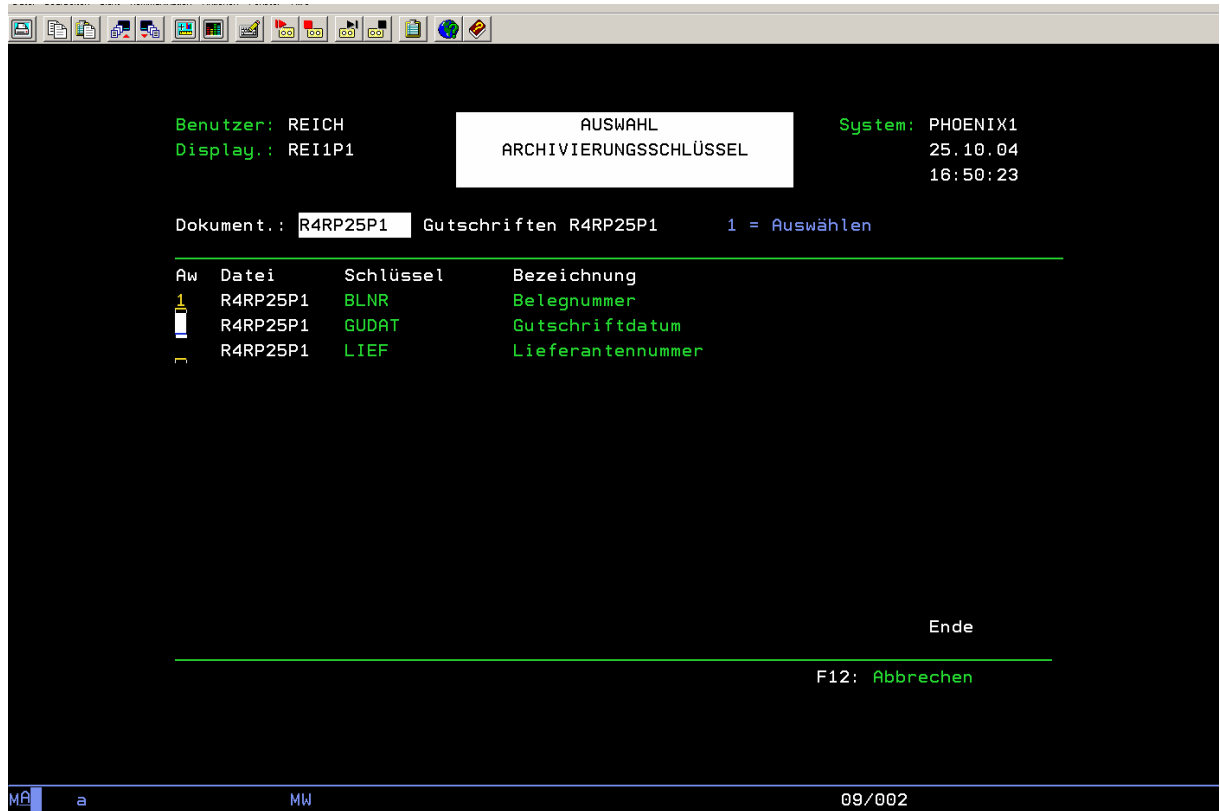 Benutzer: REICH AUSWAHL System: PHOENIX1
Display.: REI1P1 ARCHIVIERUNGSSCHLÜSSEL 25.10.04
16:50:23
Dokument.: R4RP25P1 Gutschriften R4RP25P1 1 = Auswählen
Aw Datei Schlüssel Bezeichnung
1 R4RP25P1 BLNR Belegnummer
R4RP25P1 GUDAT Gutschriftdatum
R4RP25P1 LIEF Lieferantennummer
Ende
F12: Abbrechen
MA a MW 09/002